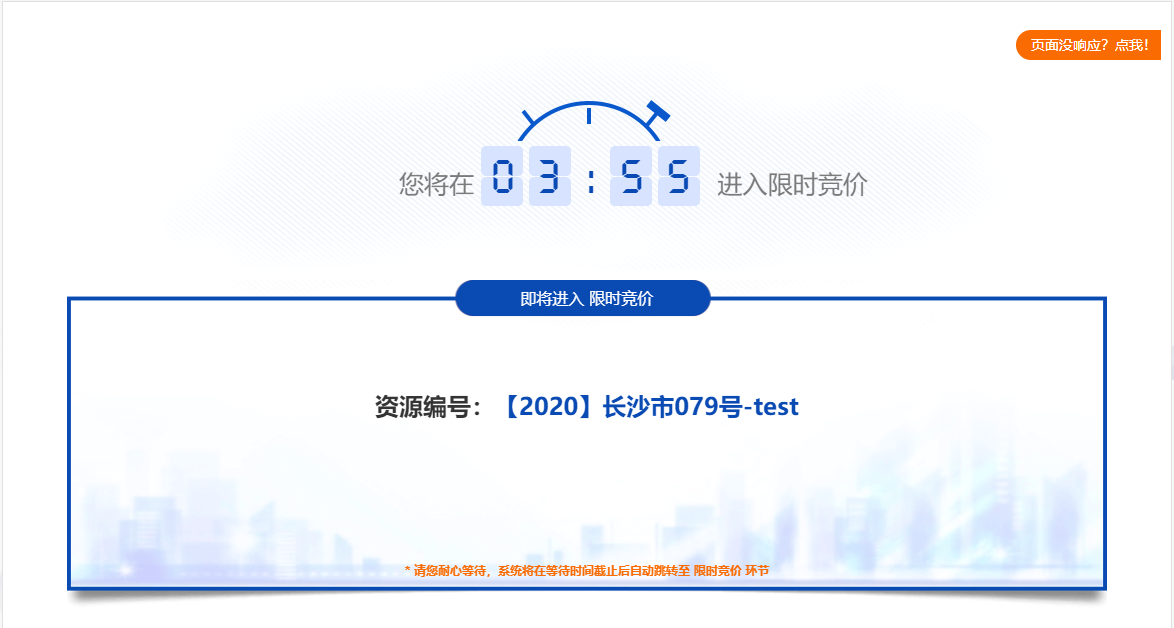 页面没响应？点我！
您将在 03:55 进入限时竞价
即将进入 限时竞价
资源编号：【2020】长沙市079号-test
* 请您耐心等待，系统将在等待时间截止后自动跳转至 限时竞价 环节